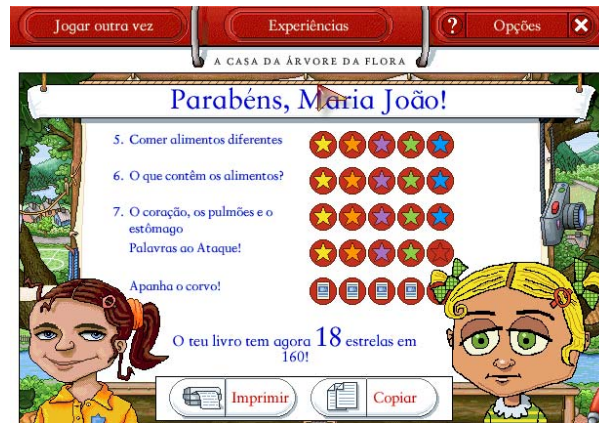 Jogar outra vez
Experiências
? Opções X
A CASA DA ÁRVORE DA FLORA
Parabéns, Maria João!
5. Comer alimentos diferentes
6. O que contêm os alimentos?
7. O coração, os pulmões e o
estômago
Palavras ao Ataque!
Apanha o corvo!
O teu livro tem agora 18 estrelas em
160!
Imprimir
Copiar